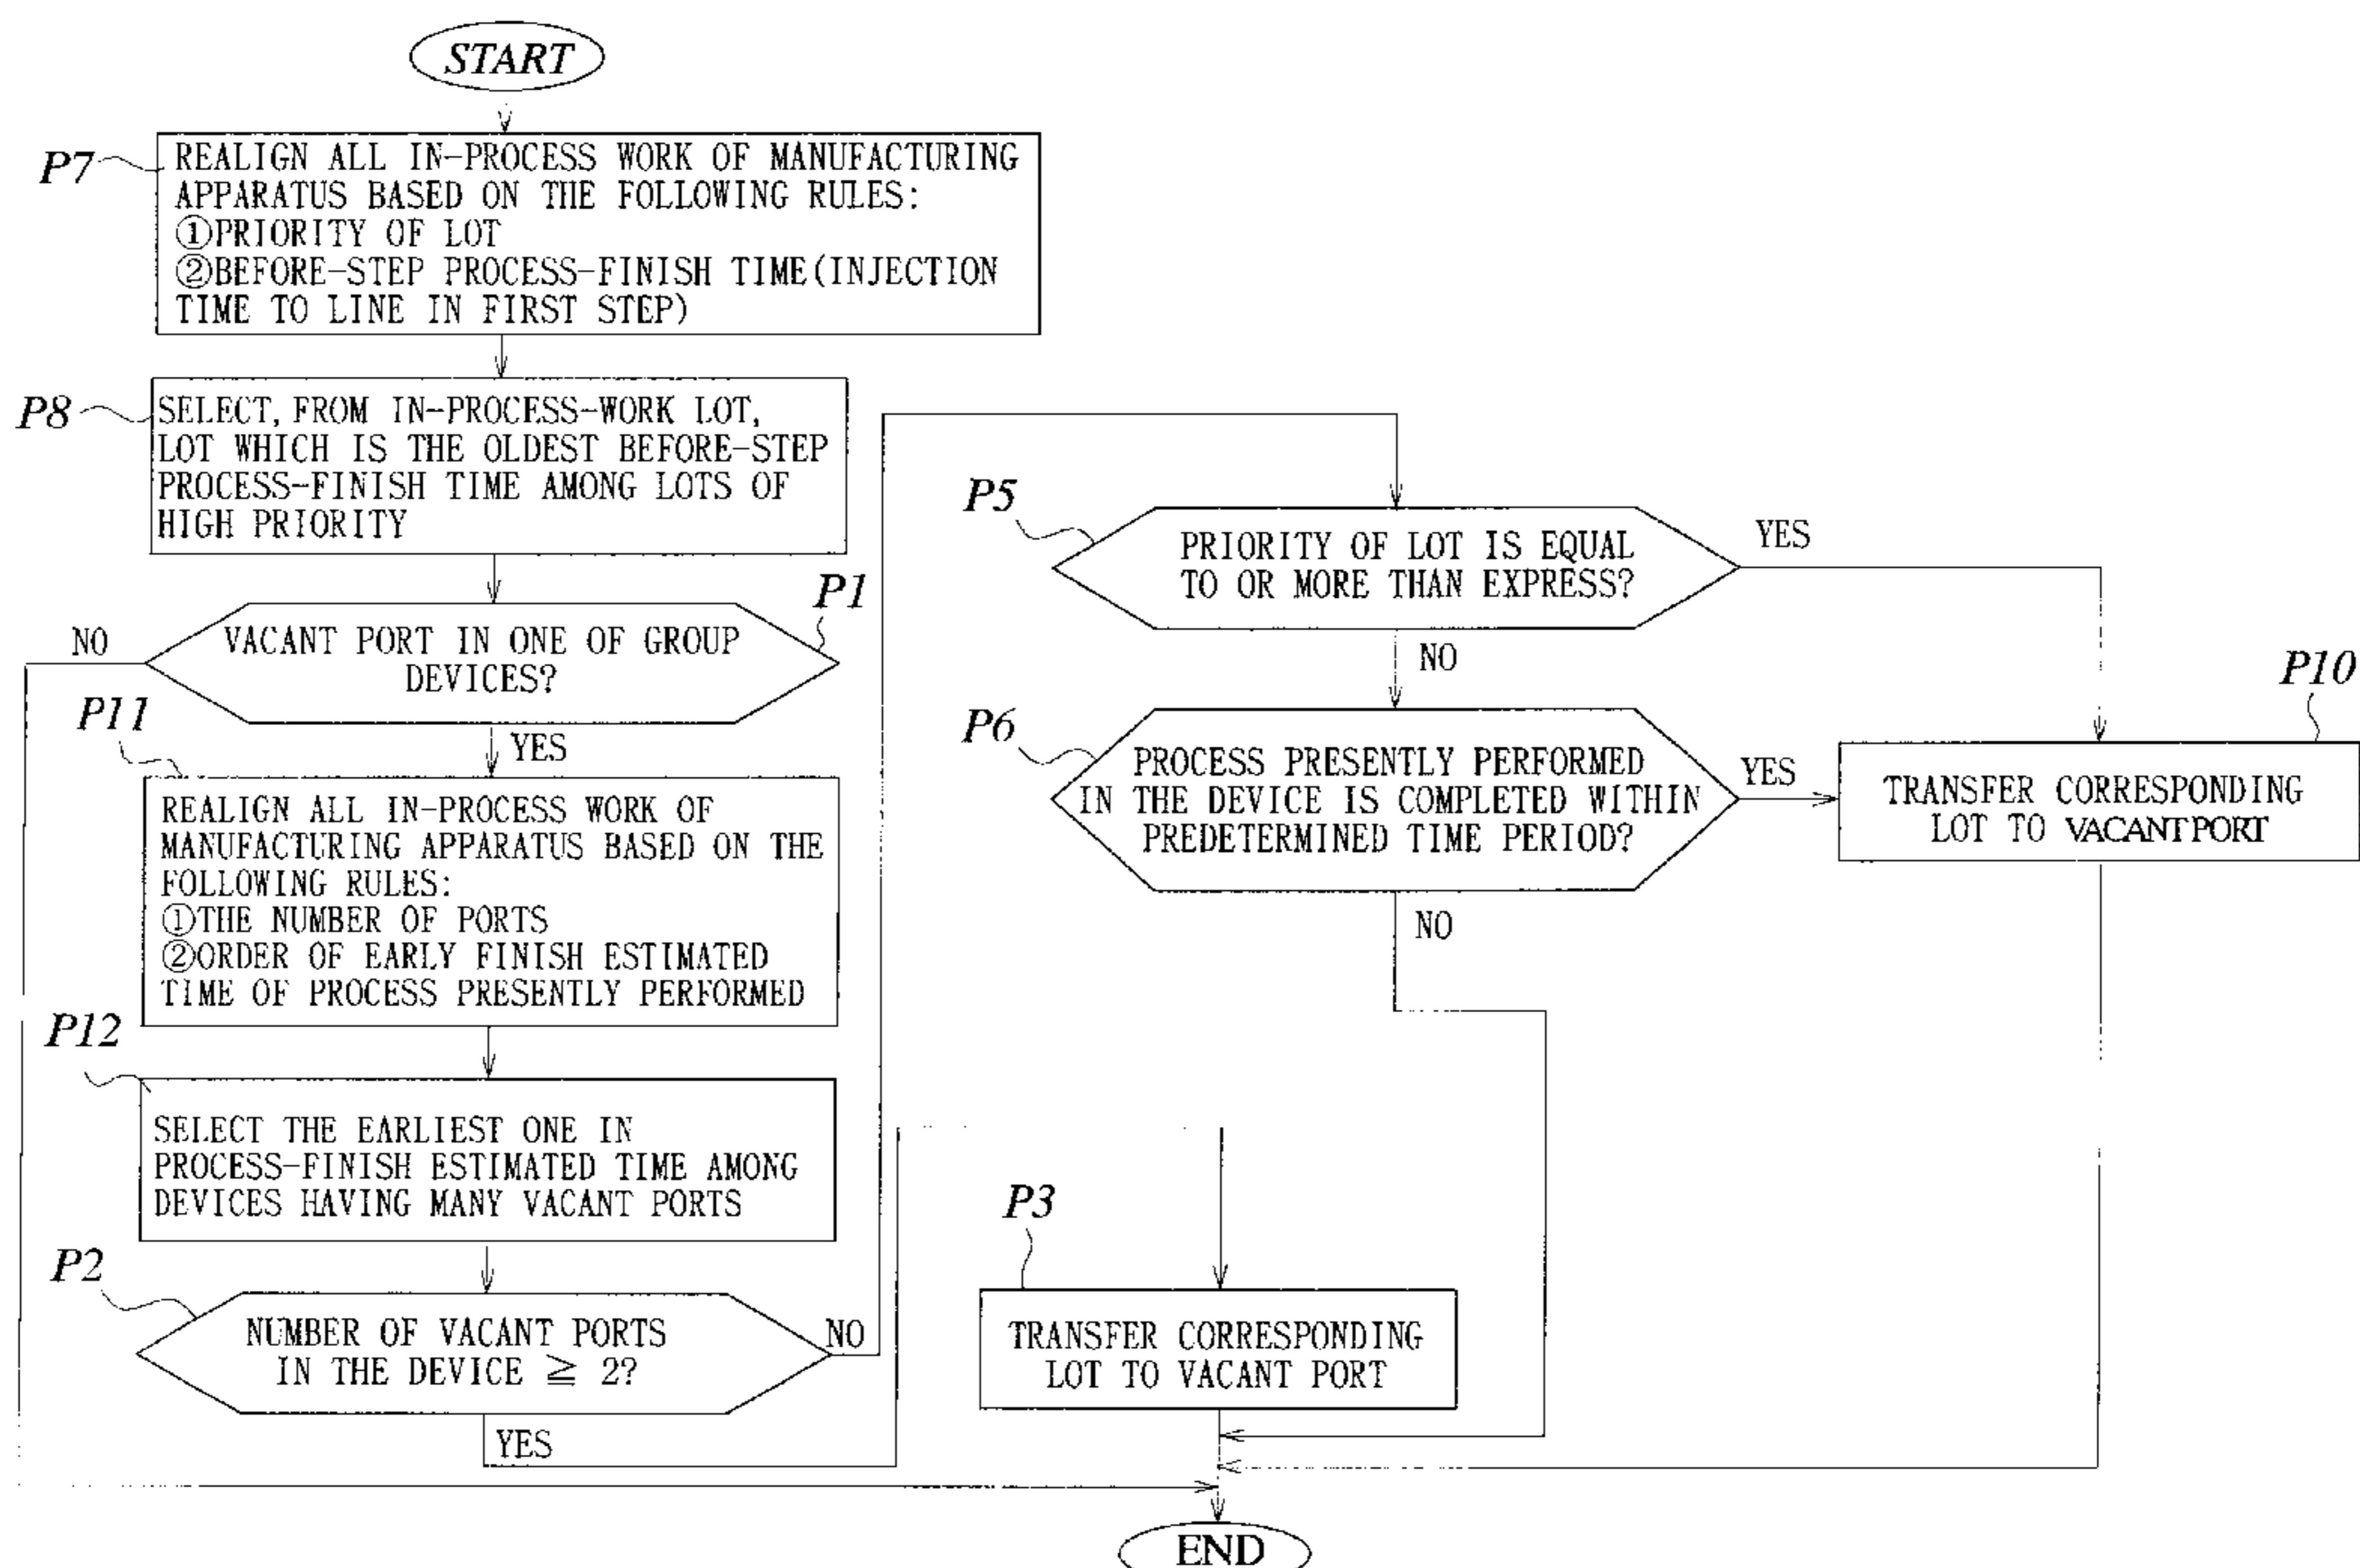 START
P7
REALIGN ALL IN-PROCESS WORK OF MANUFACTURING
APPARATUS BASED ON THE FOLLOWING RULES:
①PRIORITY OF LOT
②BEFORE-STEP PROCESS-FINISH TIME(INJECTION
TIME TO LINE IN FIRST STEP)
P8
SELECT, FROM IN-PROCESS-WORK LOT,
LOT WHICH IS THE OLDEST BEFORE-STEP
PROCESS-FINISH TIME AMONG LOTS OF
HIGH PRIORITY
P1
NO
VACANT PORT IN ONE OF GROUP
DEVICES?
YES
P11
REALIGN ALL IN-PROCESS WORK OF
MANUFACTURING APPARATUS BASED ON THE
FOLLOWING RULES:
①THE NUMBER OF PORTS
②ORDER OF EARLY FINISH ESTIMATED
TIME OF PROCESS PRESENTLY PERFORMED
P12
SELECT THE EARLIEST ONE IN
PROCESS-FINISH ESTIMATED TIME AMONG
DEVICES HAVING MANY VACANT PORTS
P2
NUMBER OF VACANT PORTS
IN THE DEVICE ≧ 2?
NO
YES
P5
PRIORITY OF LOT IS EQUAL
TO OR MORE THAN EXPRESS?
YES
NO
P6
PROCESS PRESENTLY PERFORMED
IN THE DEVICE IS COMPLETED WITHIN
PREDETERMINED TIME PERIOD?
YES
NO
P10
TRANSFER CORRESPONDING
LOT TO VACANT PORT
P3
TRANSFER CORRESPONDING
LOT TO VACANT PORT
END